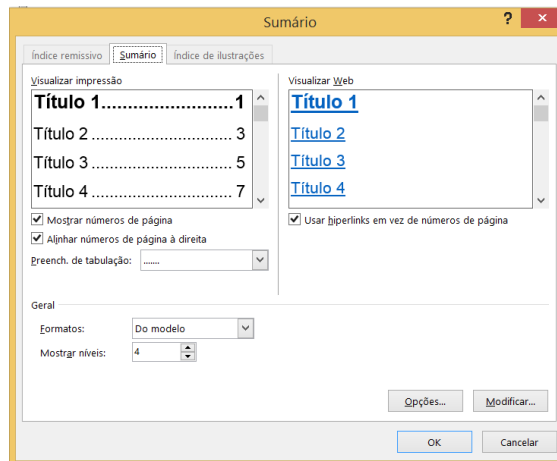 Sumário
? x
Índice remissivo Sumário Índice de ilustrações
Visualizar impressão
Título 1.............................1
Título 2 ........................... 3
Título 3 ........................... 5
Título 4 ........................... 7
Mostrar números de página
Alinhar números de página à direita
Preench. de tabulação: .......
Visualizar Web
Título 1
Título 2
Título 3
Título 4
Usar hiperlinks em vez de números de página
Geral
Formatos: Do modelo
Mostrar níveis: 4
Opções... Modificar...
OK Cancelar